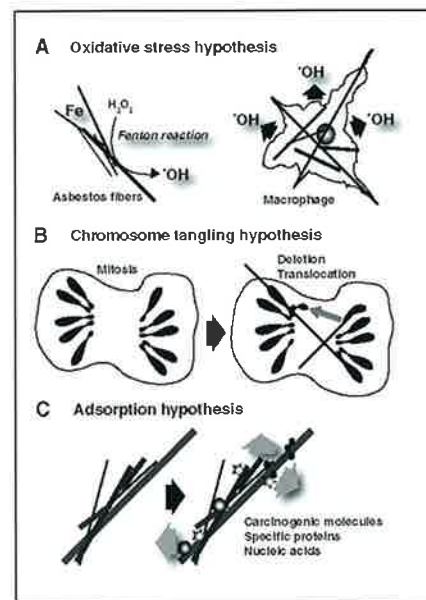 A Oxidative stress hypothesis
Fe
H₂O₂
Fenton reaction
•OH
Asbestos fibers
•OH
•OH
•OH
Macrophage
B Chromosome tangling hypothesis
Mitosis
Deletion
Translocation
C Adsorption hypothesis
Carcinogenic molecules
Specific proteins
Nucleic acids